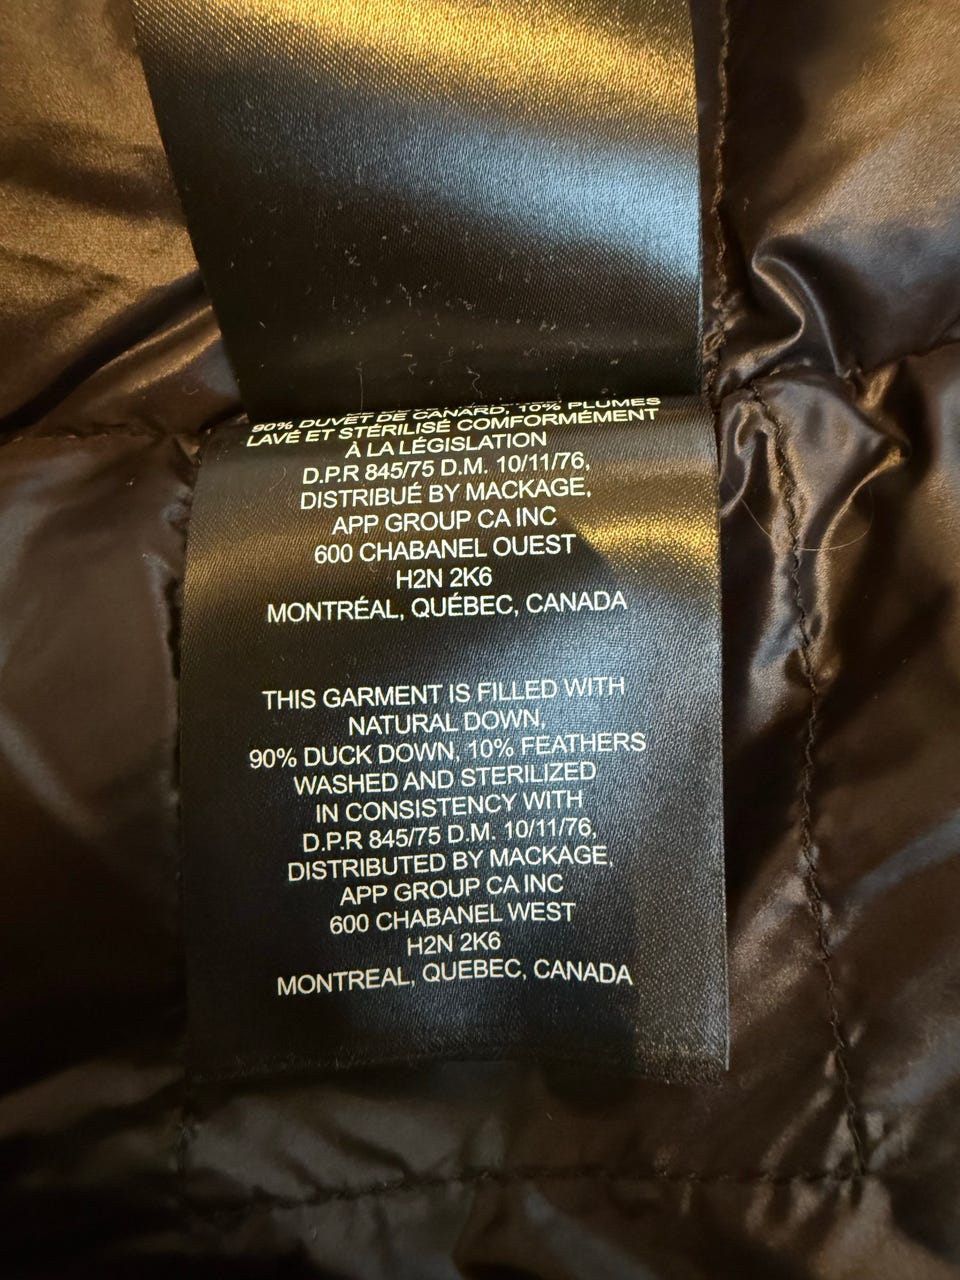 90% DUVET DE CANARD, 10% PLUMES
LAVÉ ET STÉRILISÉ COMFORMÉMENT
À LA LÉGISLATION
D.P.R 845/75 D.M. 10/11/76,
DISTRIBUÉ BY MACKAGE,
APP GROUP CA INC
600 CHABANEL OUEST
H2N 2K6
MONTRÉAL, QUÉBEC, CANADA
THIS GARMENT IS FILLED WITH
NATURAL DOWN,
90% DUCK DOWN, 10% FEATHERS
WASHED AND STERILIZED
IN CONSISTENCY WITH
D.P.R 845/75 D.M. 10/11/76,
DISTRIBUTED BY MACKAGE,
APP GROUP CA INC
600 CHABANEL WEST
H2N 2K6
MONTREAL, QUEBEC, CANADA